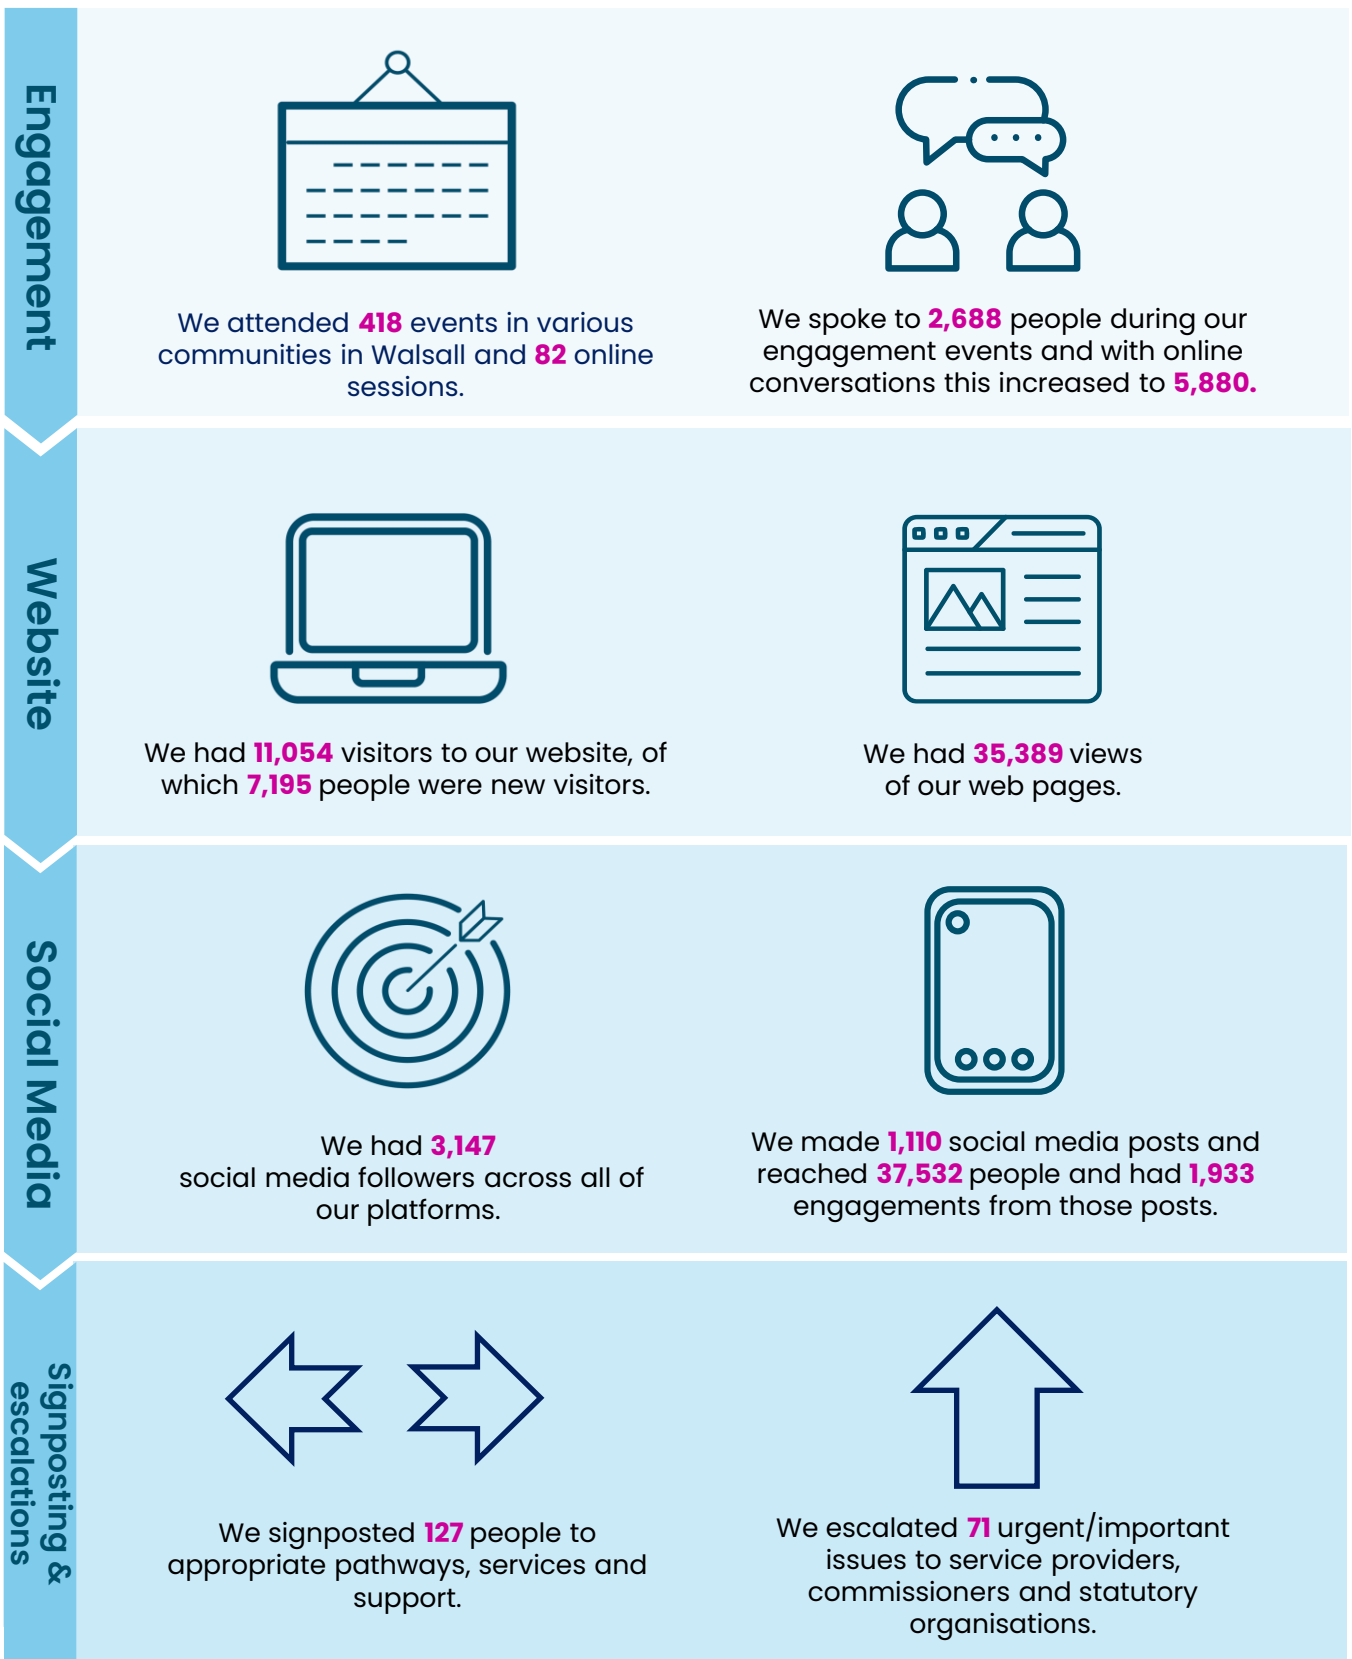 Engagement
We attended 418 events in various
communities in Walsall and 82 online
sessions.
We spoke to 2,688 people during our
engagement events and with online
conversations this increased to 5,880.
Website
We had 11,054 visitors to our website, of
which 7,195 people were new visitors.
We had 35,389 views
of our web pages.
Social Media
We had 3,147
social media followers across all of
our platforms.
We made 1,110 social media posts and
reached 37,532 people and had 1,933
engagements from those posts.
Signposting &
escalations
We signposted 127 people to
appropriate pathways, services and
support.
We escalated 71 urgent/important
issues to service providers,
commissioners and statutory
organisations.